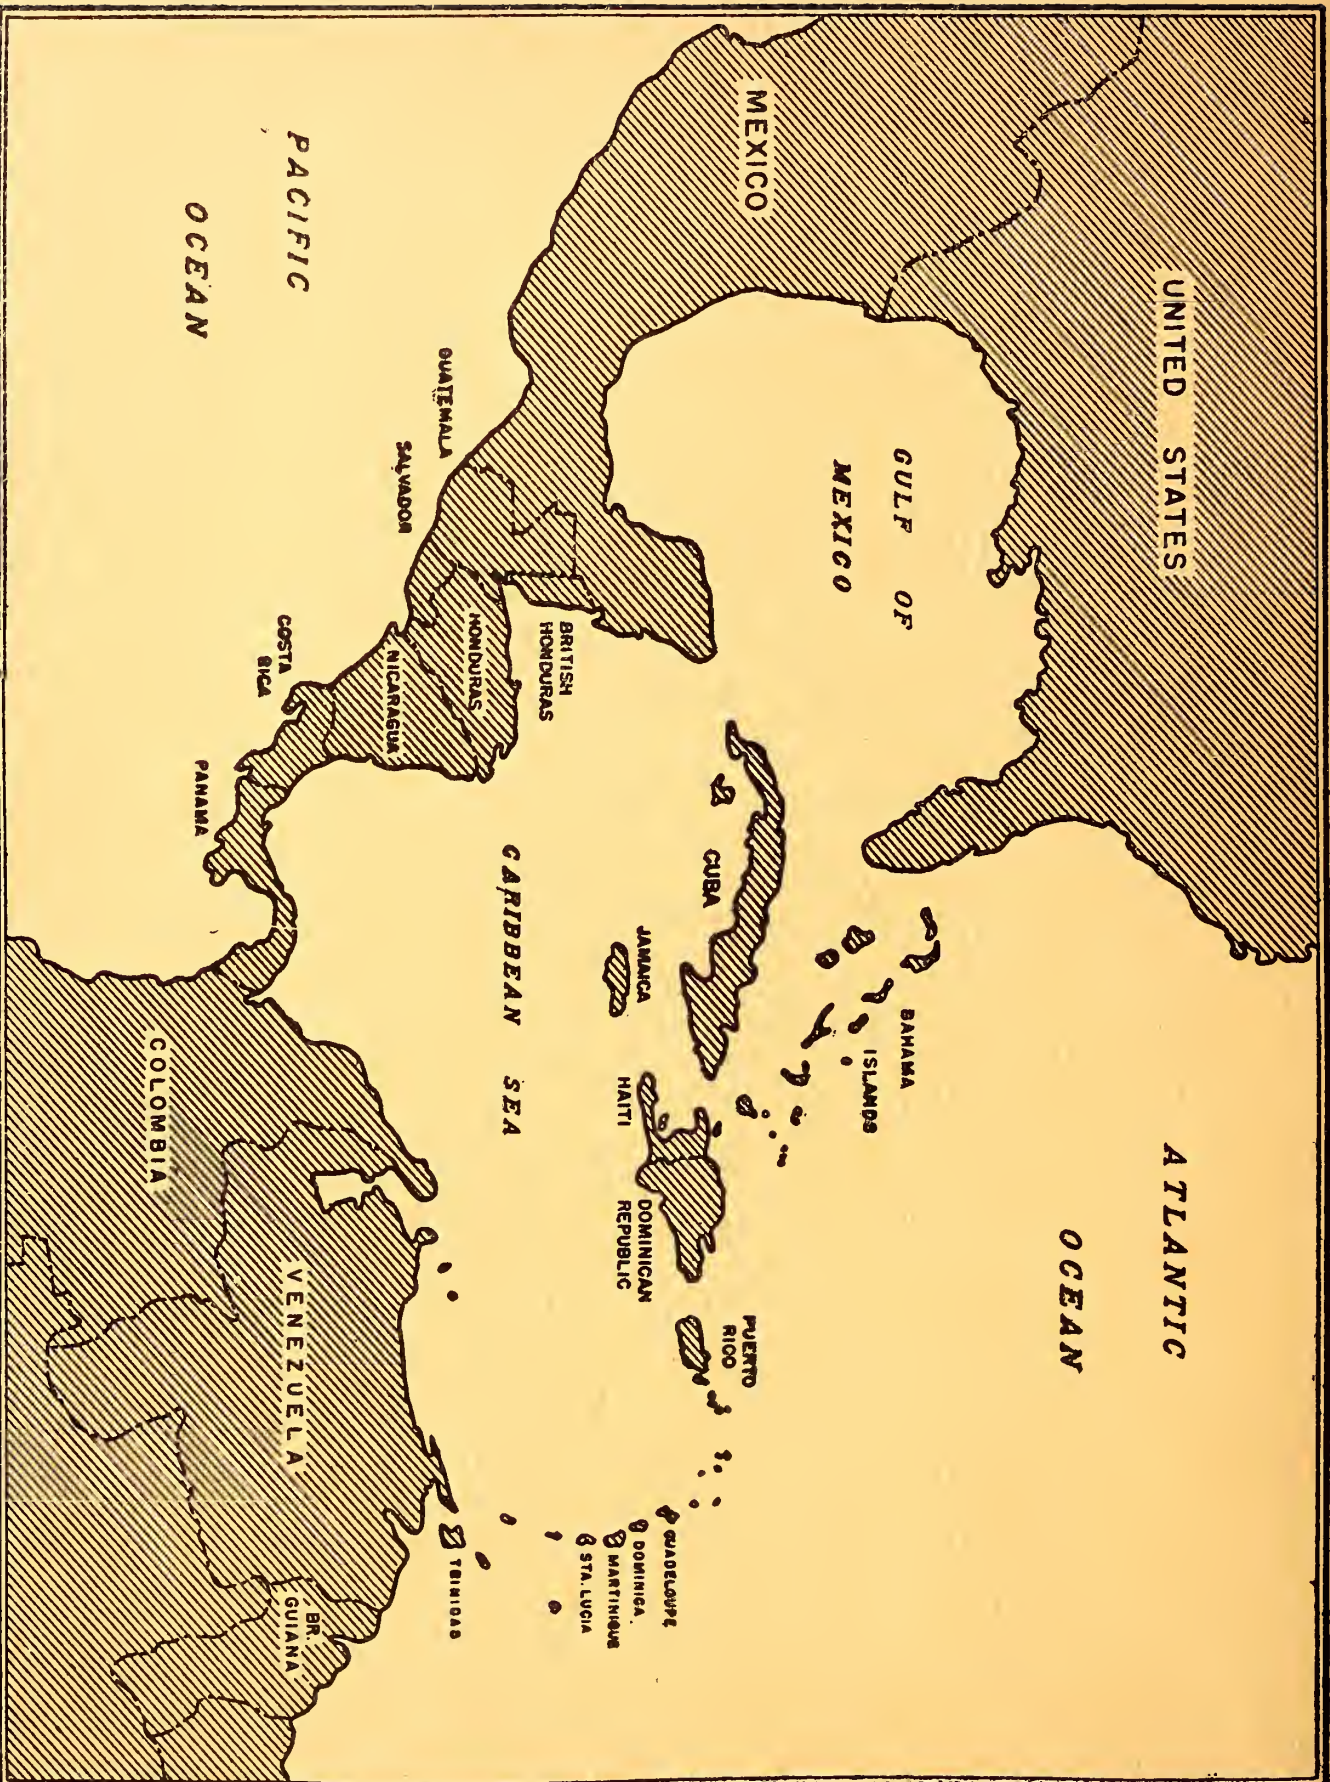 UNITED STATES
MEXICO
ATLANTIC
OCEAN
GULF OF
MEXICO
BAHAMA
ISLANDS
CUBA
PUERTO
RICO
JAMAICA
HAITI
DOMINICAN
REPUBLIC
GUADELOUPE
DOMINICA
MARTINIQUE
STA. LUCIA
BRITISH
HONDURAS
CARIBBEAN SEA
HONDURAS
GUATEMALA
SALVADOR
NICARAGUA
TRINIDAD
PACIFIC
OCEAN
COSTA
RICA
PANAMA
VENEZUELA
BR.
GUIANA
COLOMBIA